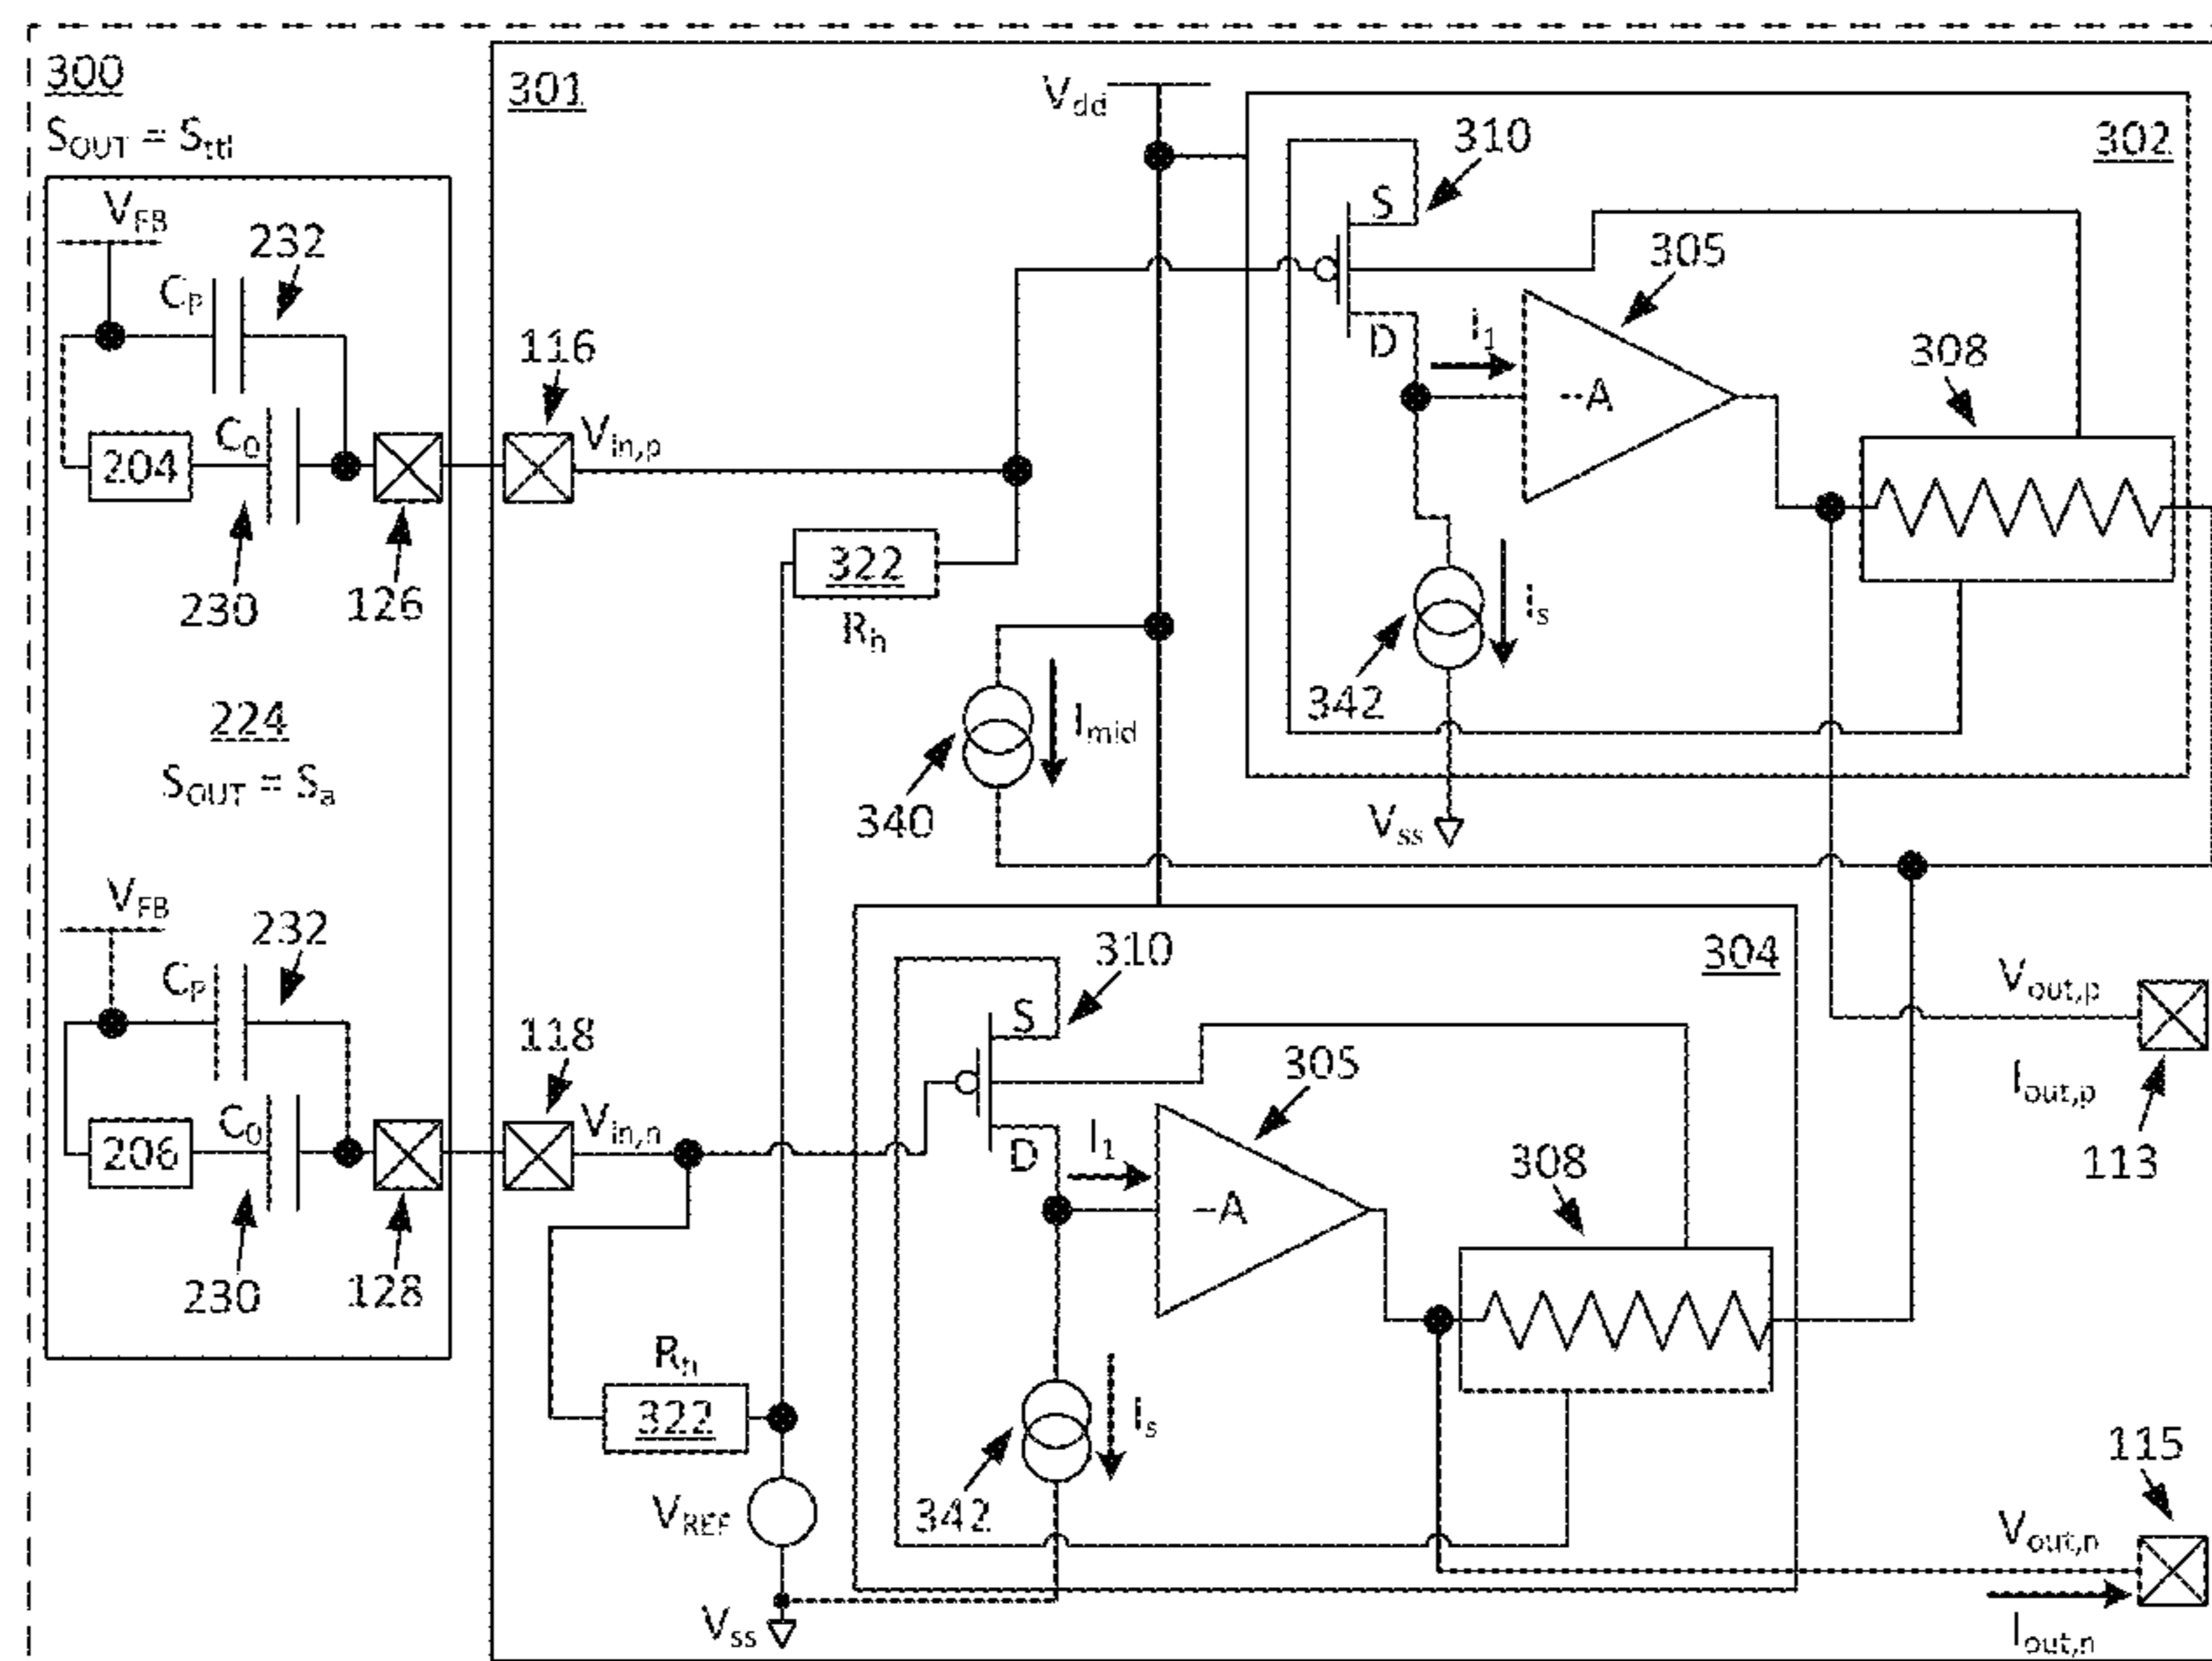 300
S_OUT = S_ttl
301
V_dd
302
310
S
D
305
i_1
--A
308
342
i_s
V_ss
V_FB
232
C_P
C_0
204
230
126
116
V_in,p
322
R_h
340
I_mid
224
S_OUT = S_a
V_FB
232
C_P
C_0
206
230
128
118
V_in,n
R_h
322
V_REF
V_ss
304
310
S
D
305
I_1
–A
308
342
i_s
V_out,p
I_out,p
113
115
V_out,n
I_out,n